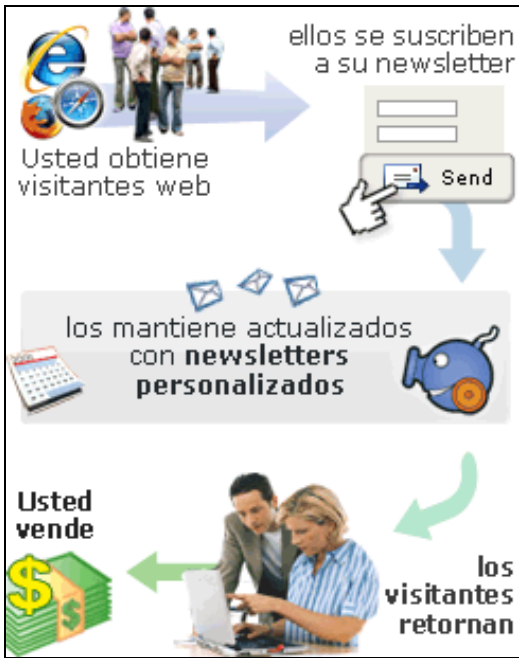 Usted obtiene
visitantes web
ellos se suscriben
a su newsletter
Send
los mantiene actualizados
con newsletters
personalizados
los
visitantes
retornan
Usted
vende
$
$